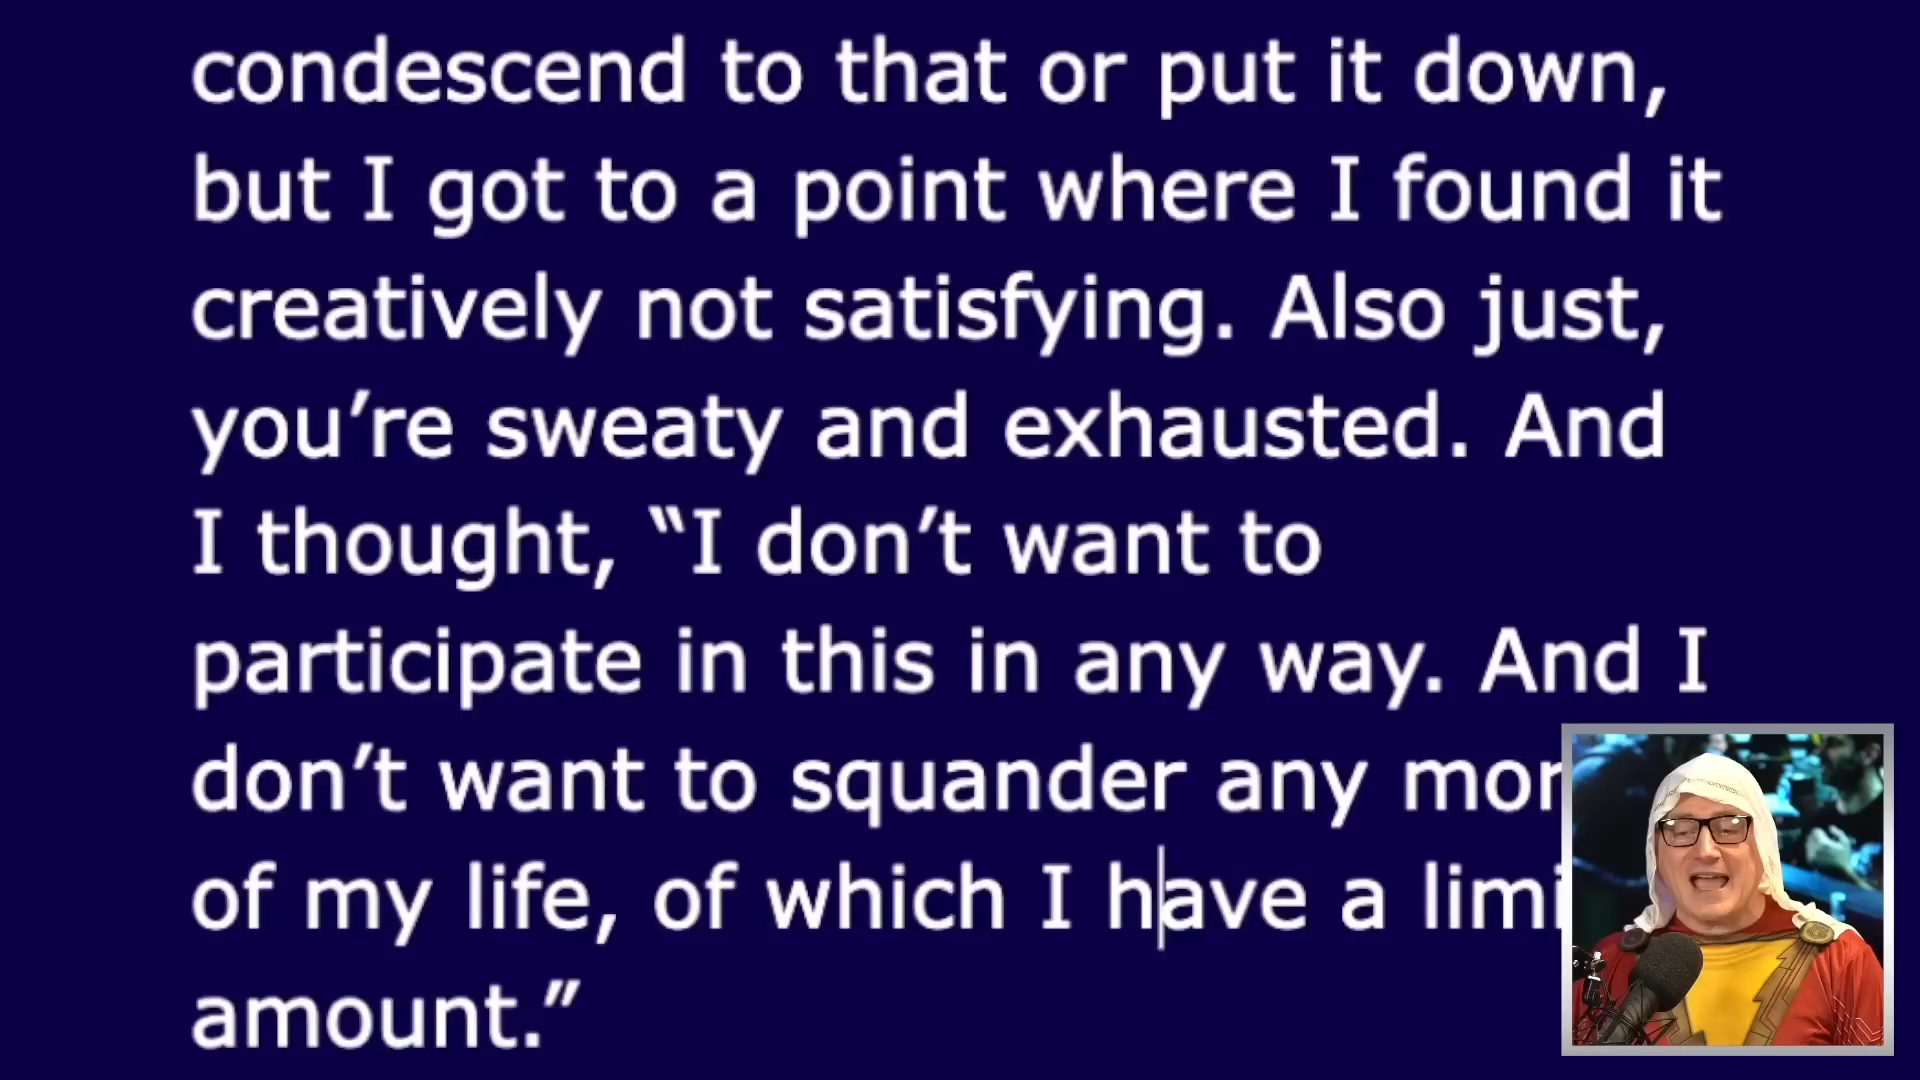 condescend to that or put it down,
but I got to a point where I found it
creatively not satisfying. Also just,
you’re sweaty and exhausted. And
I thought, “I don’t want to
participate in this in any way. And I
don’t want to squander any mor
of my life, of which I have a limi
amount.”